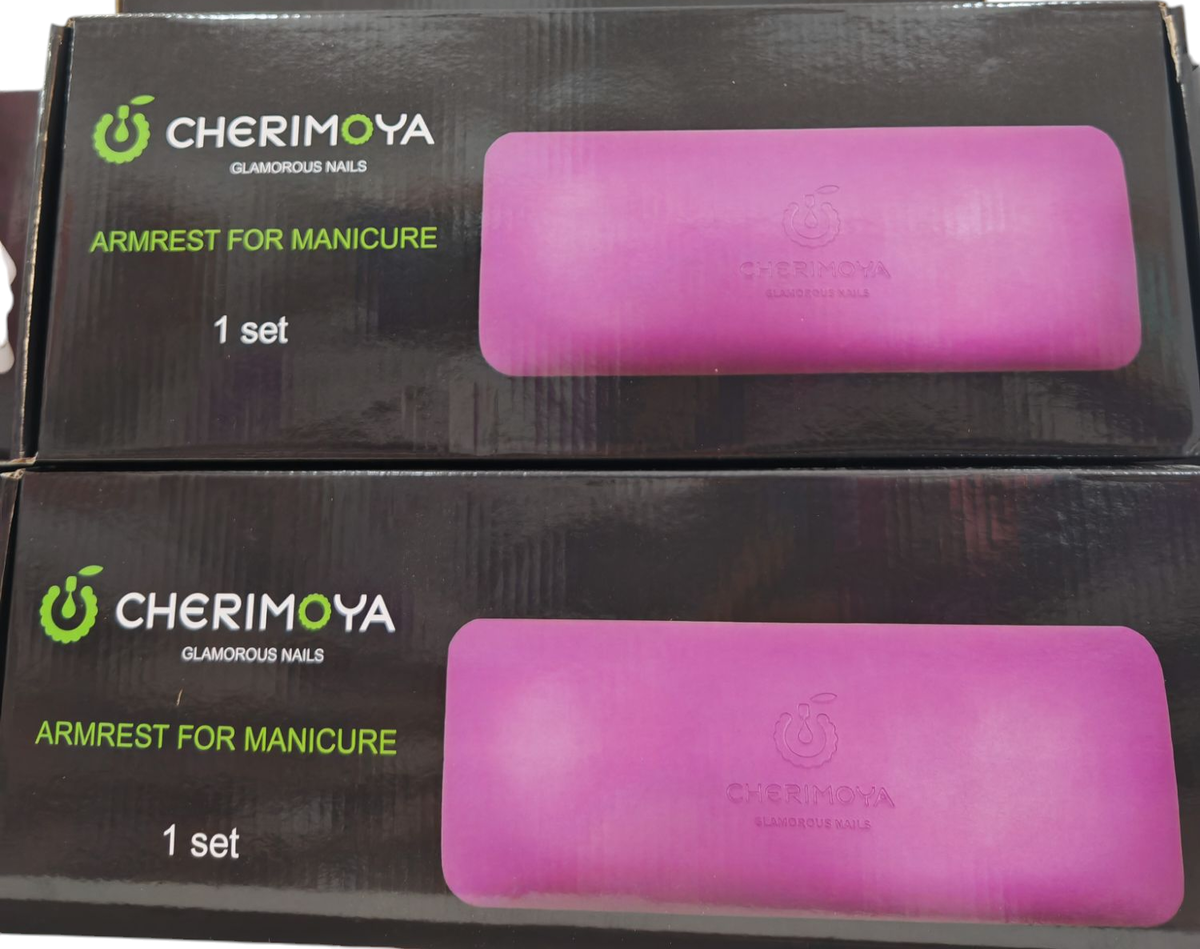 CHERIMOYA
GLAMOROUS NAILS
ARMREST FOR MANICURE
1 set
CHERIMOYA
GLAMOROUS NAILS
CHERIMOYA
GLAMOROUS NAILS
ARMREST FOR MANICURE
1 set
CHERIMOYA
GLAMOROUS NAILS